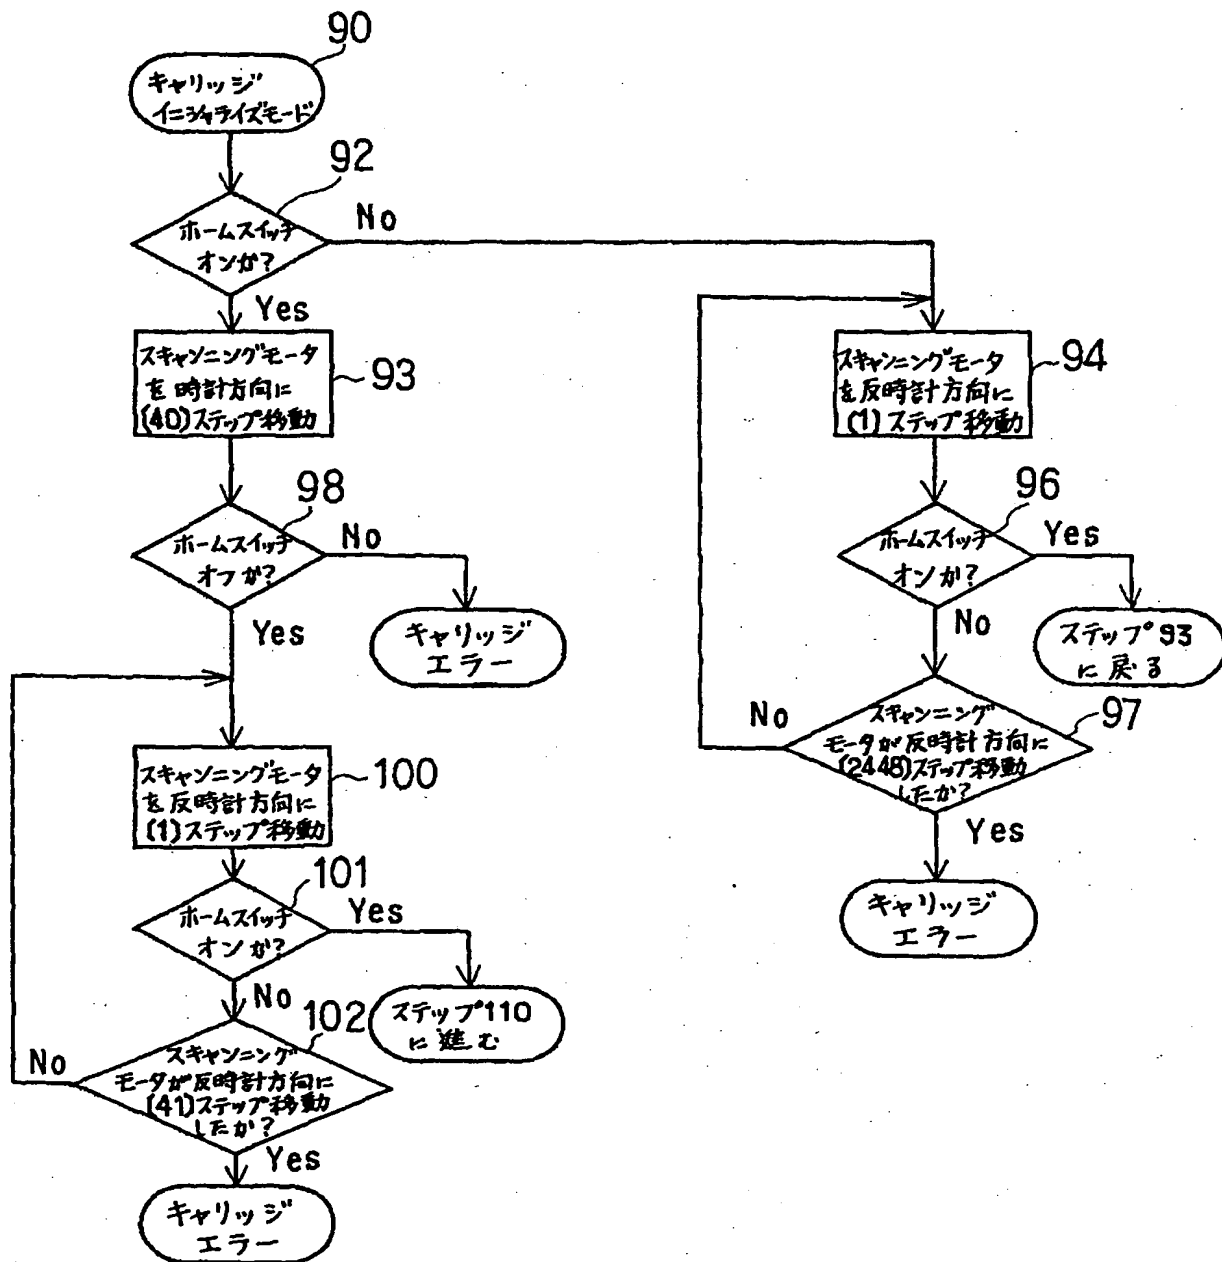 90
キャリッジ
イニシャライズモード
92
ホームスイッチ
オンか?
No
Yes
スキャンニングモータ
を時計方向に
(40)ステップ移動
93
98
ホームスイッチ
オフか?
No
キャリッジ
エラー
Yes
スキャンニングモータ
を反時計方向に
(1)ステップ移動
100
101
ホームスイッチ
オンか?
Yes
ステップ110
に進む
No
102
スキャンニング
モータが反時計方向に
(41)ステップ移動
したか?
No
Yes
キャリッジ
エラー
スキャンニングモータ
を反時計方向に
(1)ステップ移動
94
96
ホームスイッチ
オンか?
Yes
ステップ93
に戻る
No
97
スキャンニング
モータが反時計方向に
(2448)ステップ移動
したか?
No
Yes
キャリッジ
エラー